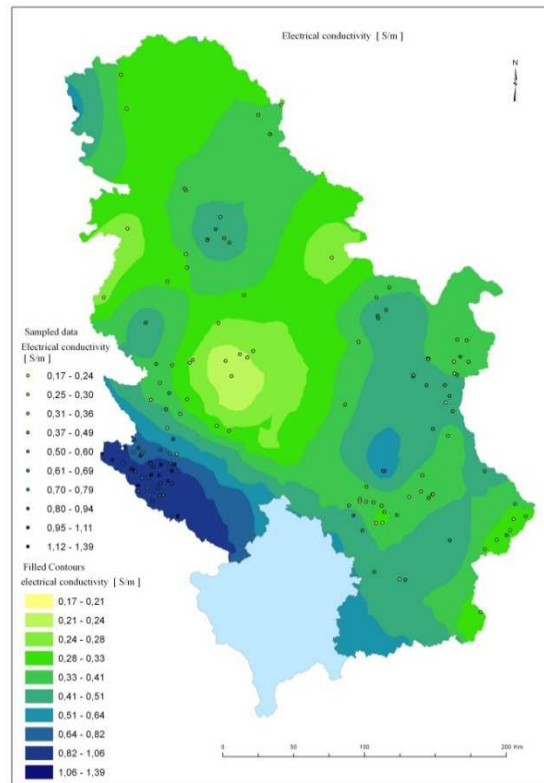 Electrical conductivity [ S/m ]
N
Sampled data
Electrical conductivity
[ S/m ]
0,17 - 0,24
0,25 - 0,30
0,31 - 0,36
0,37 - 0,49
0,50 - 0,60
0,61 - 0,69
0,70 - 0,79
0,80 - 0,94
0,95 - 1,11
1,12 - 1,39
Filled Contours
electrical conductivity [ S/m ]
0,17 - 0,21
0,21 - 0,24
0,24 - 0,28
0,28 - 0,33
0,33 - 0,41
0,41 - 0,51
0,51 - 0,64
0,64 - 0,82
0,82 - 1,06
1,06 - 1,39
0 50 100 200 Km